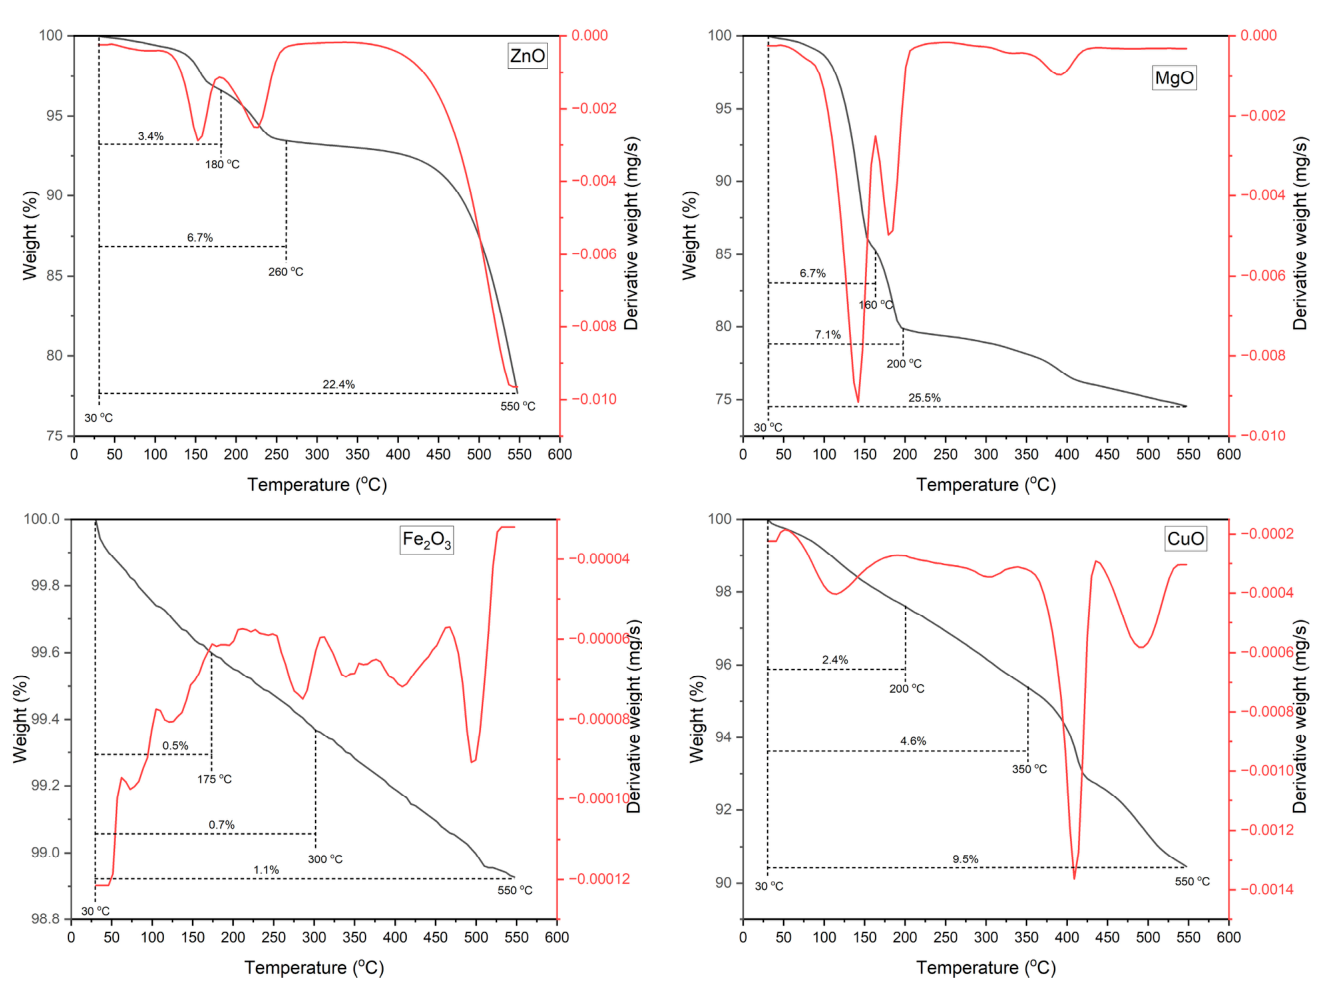 ZnO
100
95
90
85
80
75
0.000
−0.002
−0.004
−0.006
−0.008
−0.010
Weight (%)
Derivative weight (mg/s)
3.4%
180 °C
6.7%
260 °C
22.4%
30 °C
550 °C
0 50 100 150 200 250 300 350 400 450 500 550 600
Temperature (°C)
MgO
100
95
90
85
80
75
0.000
−0.002
−0.004
−0.006
−0.008
−0.010
Weight (%)
Derivative weight (mg/s)
6.7%
160 °C
7.1%
200 °C
25.5%
30 °C
0 50 100 150 200 250 300 350 400 450 500 550 600
Temperature (°C)
Fe2O3
100.0
99.8
99.6
99.4
99.2
99.0
98.8
−0.00004
−0.00006
−0.00008
−0.00010
−0.00012
Weight (%)
Derivative weight (mg/s)
0.5%
175 °C
0.7%
300 °C
1.1%
550 °C
30 °C
0 50 100 150 200 250 300 350 400 450 500 550 600
Temperature (°C)
CuO
100
98
96
94
92
90
−0.0002
−0.0004
−0.0006
−0.0008
−0.0010
−0.0012
−0.0014
Weight (%)
Derivative weight (mg/s)
2.4%
200 °C
4.6%
350 °C
9.5%
30 °C
550 °C
0 50 100 150 200 250 300 350 400 450 500 550 600
Temperature (°C)